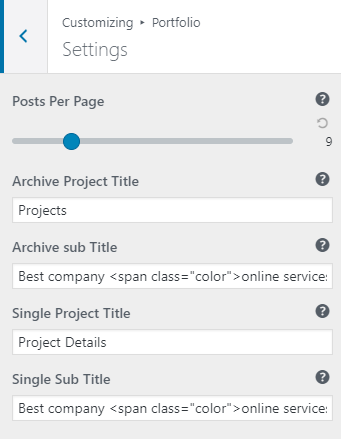 Customizing ▸ Portfolio
Settings
Posts Per Page
9
Archive Project Title
Projects
Archive sub Title
Best company <span class="color">online services
Single Project Title
Project Details
Single Sub Title
Best company <span class="color">online services